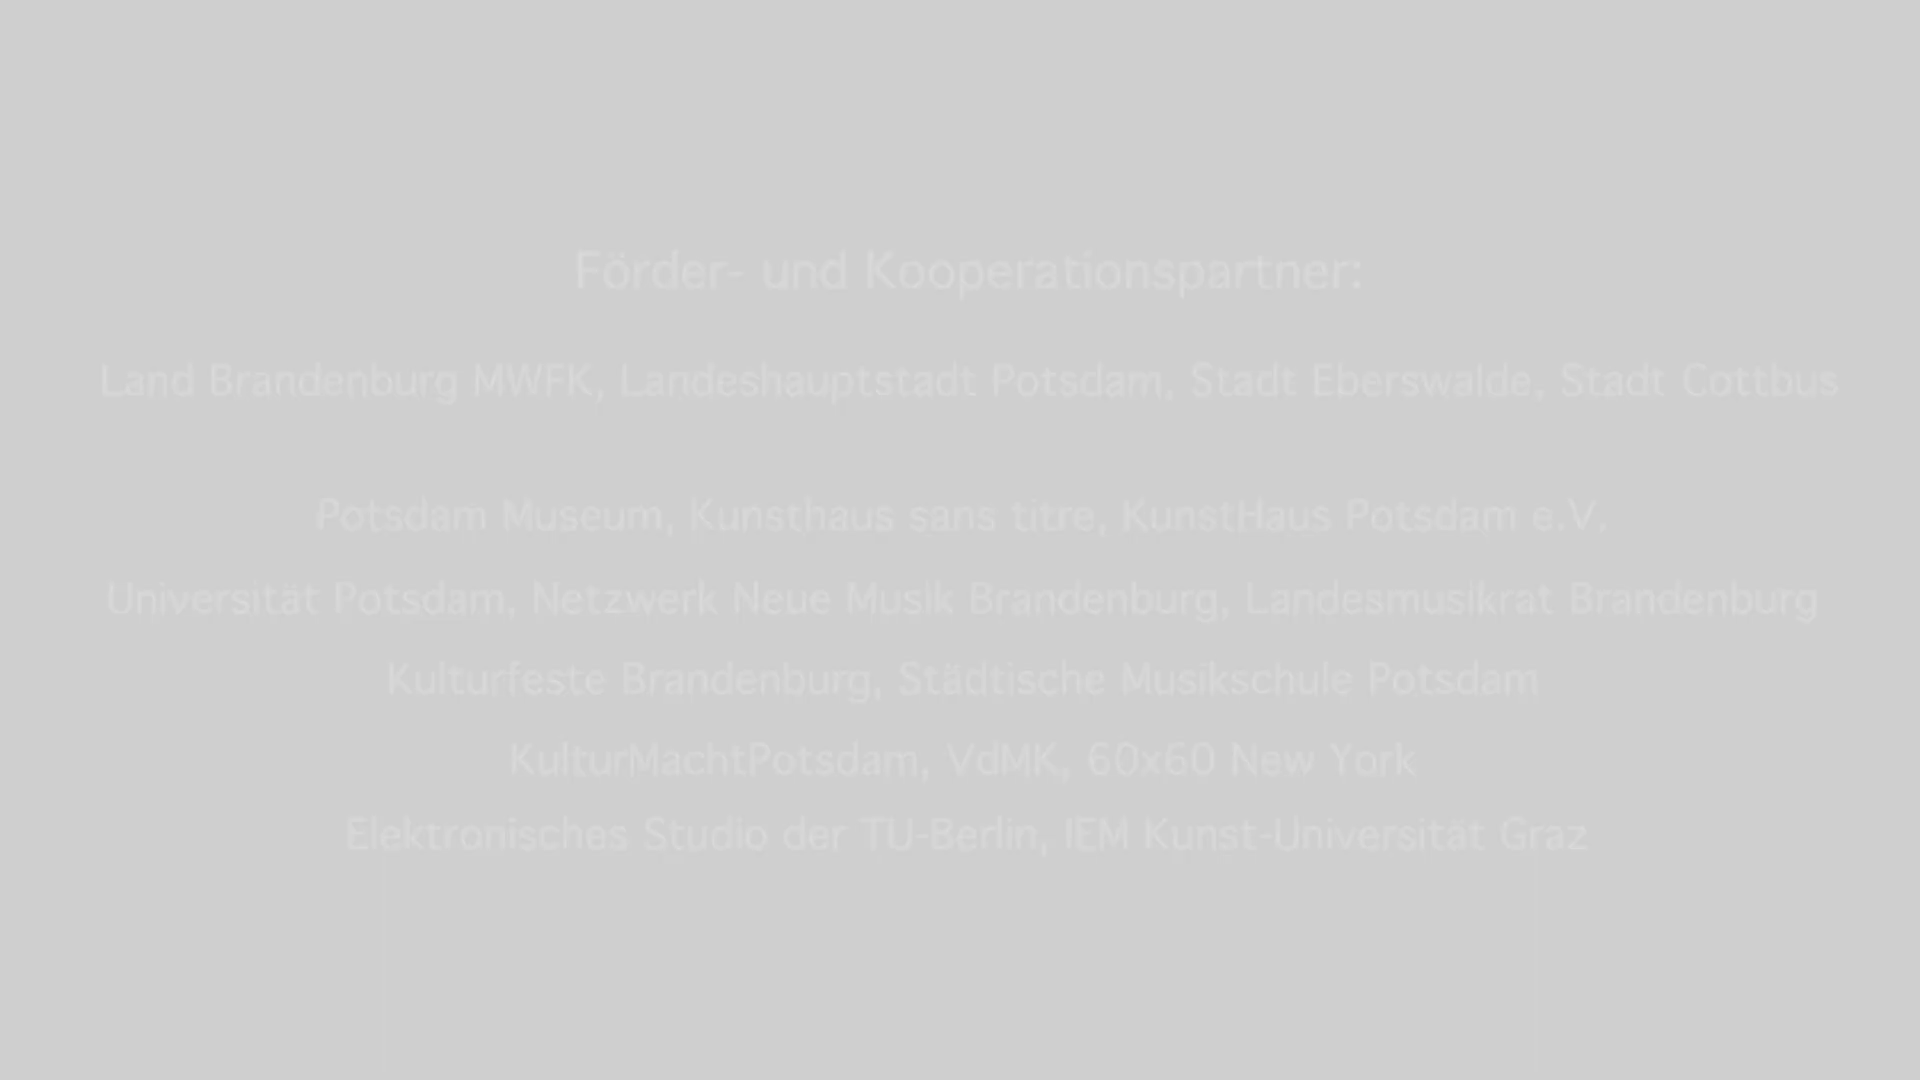 Förder- und Kooperationspartner:
Land Brandenburg MWFK, Landeshauptstadt Potsdam, Stadt Eberswalde, Stadt Cottbus
Potsdam Museum, Kunsthaus sans titre, KunstHaus Potsdam e.V.
Universität Potsdam, Netzwerk Neue Musik Brandenburg, Landesmusikrat Brandenburg
Kulturfeste Brandenburg, Städtische Musikschule Potsdam
KulturMachtPotsdam, VdMK, 60x60 New York
Elektronisches Studio der TU-Berlin, IEM Kunst-Universität Graz